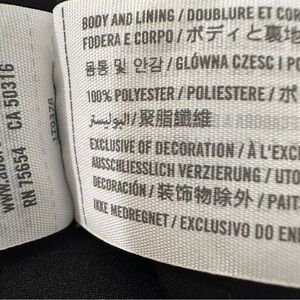 BODY AND LINING / DOUBLURE ET COR
FODERA E CORPO / ボディと裏地
몸통 및 안감 / GŁÓWNA CZĘŚĆ I PO
100% POLYESTER / POLIESTERE / ポ
البوليستر / 聚脂纖維
EXCLUSIVE OF DECORATION / À L'EXC
AUSSCHLIESSLICH VERZIERUNG / UTO
DECORACIÓN / 装饰物除外 / PAITS
IKKE MEDREGNET / EXCLUSIVO DO EN
RN 75654 CA 50316